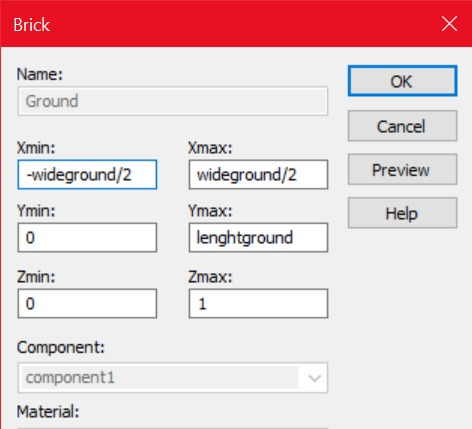 Brick
Name:
Ground
OK
Cancel
Xmin: Xmax:
-wideground/2 wideground/2
Preview
Ymin: Ymax:
Help
0 lenghtground
Zmin: Zmax:
0 1
Component:
component1
Material: